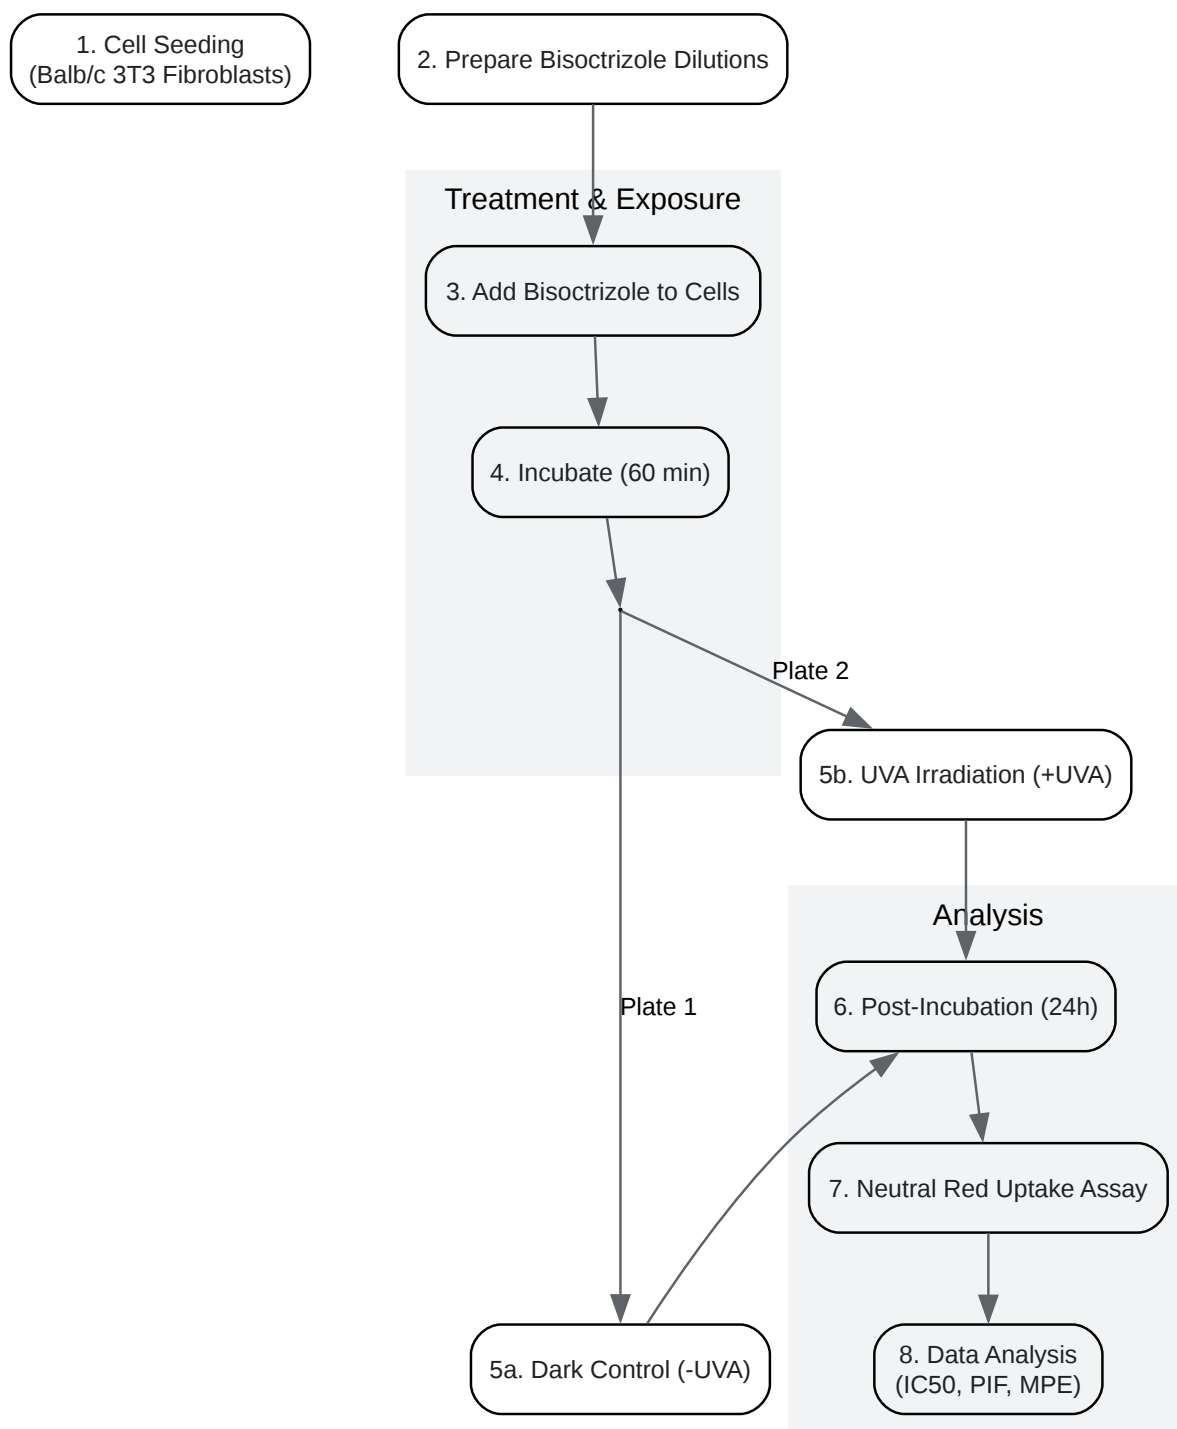 1. Cell Seeding
(Balb/c 3T3 Fibroblasts)
2. Prepare Bisoctrizole Dilutions
Treatment & Exposure
3. Add Bisoctrizole to Cells
4. Incubate (60 min)
Plate 2
5b. UVA Irradiation (+UVA)
Analysis
6. Post-Incubation (24h)
Plate 1
7. Neutral Red Uptake Assay
5a. Dark Control (-UVA)
8. Data Analysis
(IC50, PIF, MPE)